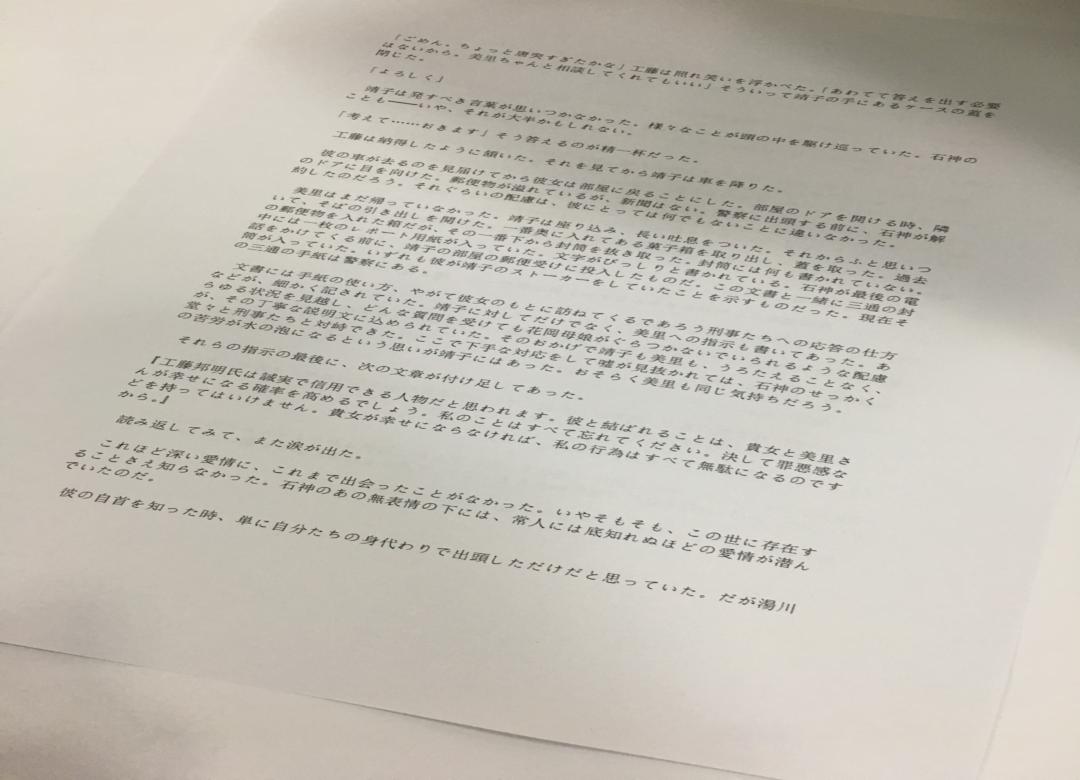 「ごめん。ちょっと唐突すぎたかな」工藤は照れ笑いを浮かべた。「あわてて答えを出す必要
はないから。美里ちゃんと相談してくれてもいい」そういって靖子の手にあるケースの蓋を
閉じた。
「よろしく」
靖子は発すべき言葉が思いつかなかった。様々なことが頭の中を駆け巡っていた。石神の
ことも――いや、それが大半かもしれない。
「考えて……おきます」そう答えるのが精一杯だった。
工藤は納得したように頷いた。それを見てから靖子は車を降りた。
彼の車が去るのを見届けてから彼女は部屋に戻ることにした。部屋のドアを開ける時、隣
のドアに目を向けた。郵便物が溢れているが、新聞はない。警察に出頭する前に、石神が解
約したのだろう。それぐらいの配慮は、彼にとっては何でもないことに違いなかった。
美里はまだ帰っていなかった。靖子は座り込み、長い吐息をついた。それからふと思いつ
いて、そばの引き出しを開けた。一番奥に入れてある菓子箱を取り出し、蓋を取った。過去
の郵便物を入れた箱だが、その一番下から封筒を抜き取った。封筒には何も書かれていない。
中には一枚のレポート用紙が入っていた。文字がびっしりと書かれている。石神が最後の電
話をかけてくる前に、靖子の部屋の郵便受けに投入したものだ。この文書と一緒に三通の封
筒が入っていた。いずれも彼が靖子のストーカーをしていたことを示すものだった。現在そ
の三通の手紙は警察にある。
文書には手紙の使い方、やがて彼女のもとに訪ねてくるであろう刑事たちへの応答の仕方
などが、細かく記されていた。靖子に対してだけでなく、美里への指示も書いてあった。あ
らゆる状況を見越し、どんな質問を受けても花岡母娘がぐらつかないでいられるような配慮
が、その丁寧な説明文に込められていた。そのおかげで靖子も美里も、うろたえることなく、
堂々と刑事たちと対峙できた。ここで下手な対応をして嘘が見抜かれては、石神のせっかく
の苦労が水の泡になるという思いが靖子にはあった。おそらく美里も同じ気持ちだろう。
それらの指示の最後に、次の文章が付け足してあった。
『工藤邦明氏は誠実で信用できる人物だと思われます。彼と結ばれることは、貴女と美里さ
んが幸せになる確率を高めるでしょう。私のことはすべて忘れてください。決して罪悪感な
どを持ってはいけません。貴女が幸せにならなければ、私の行為はすべて無駄になるのです
から。』
読み返してみて、また涙が出た。
これほど深い愛情に、これまで出会ったことがなかった。いやそもそも、この世に存在す
ることさえ知らなかった。石神のあの無表情の下には、常人には底知れぬほどの愛情が潜ん
でいたのだ。
彼の自首を知った時、単に自分たちの身代わりで出頭しただけだと思っていた。だが湯川